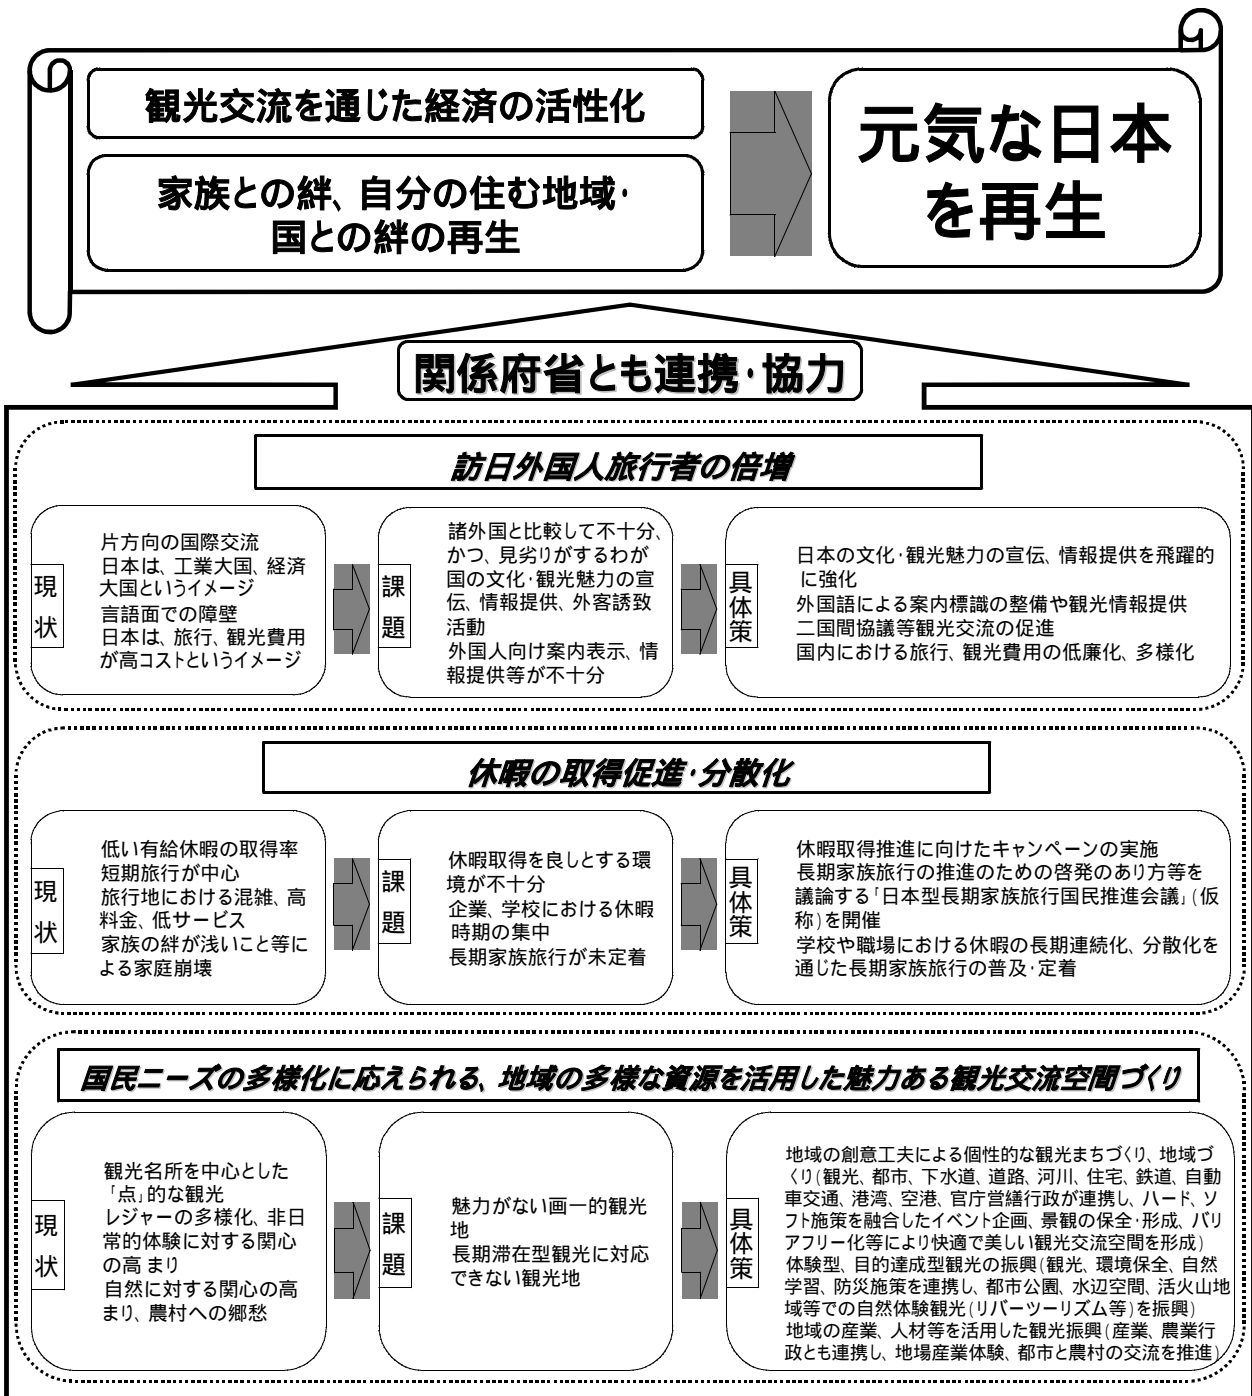 観光交流を通じた経済の活性化
家族との絆、自分の住む地域・
国との絆の再生
元気な日本
を再生
関係府省とも連携・協力
訪日外国人旅行者の倍増
現状
片方向の国際交流
日本は、工業大国、経済
大国というイメージ
言語面での障壁
日本は、旅行、観光費用
が高コストというイメージ
課題
諸外国と比較して不十分、
かつ、見劣りがするわが
国の文化・観光魅力の宣
伝、情報提供、外客誘致
活動
外国人向け案内表示、情
報提供等が不十分
具体策
日本の文化・観光魅力の宣伝、情報提供を飛躍的
に強化
外国語による案内標識の整備や観光情報提供
二国間協議等観光交流の促進
国内における旅行、観光費用の低廉化、多様化
休暇の取得促進・分散化
現状
低い有給休暇の取得率
短期旅行が中心
旅行地における混雑、高
料金、低サービス
家族の絆が浅いこと等に
よる家庭崩壊
課題
休暇取得を良しとする環
境が不十分
企業、学校における休暇
時期の集中
長期家族旅行が未定着
具体策
休暇取得推進に向けたキャンペーンの実施
長期家族旅行の推進のための啓発のあり方等を
議論する「日本型長期家族旅行国民推進会議」(仮
称)を開催
学校や職場における休暇の長期連続化、分散化を
通じた長期家族旅行の普及・定着
国民ニーズの多様化に応えられる、地域の多様な資源を活用した魅力ある観光交流空間づくり
現状
観光名所を中心とした
「点」的な観光
レジャーの多様化、非日
常的体験に対する関心
の高まり
自然に対する関心の高
まり、農村への郷愁
課題
魅力がない画一的観光
地
長期滞在型観光に対応
できない観光地
具体策
地域の創意工夫による個性的な観光まちづくり、地域づ
くり(観光、都市、下水道、道路、河川、住宅、鉄道、自動
車交通、港湾、空港、官庁営繕行政が連携し、ハード、ソ
フト施策を融合したイベント企画、景観の保全・形成、バリ
アフリー化等により快適で美しい観光交流空間を形成)
体験型、目的達成型観光の振興(観光、環境保全、自然
学習、防災施策を連携し、都市公園、水辺空間、活火山地
域等での自然体験観光(リバーツーリズム等)を振興)
地域の産業、人材等を活用した観光振興(産業、農業行
政とも連携し、地場産業体験、都市と農村の交流を推進)